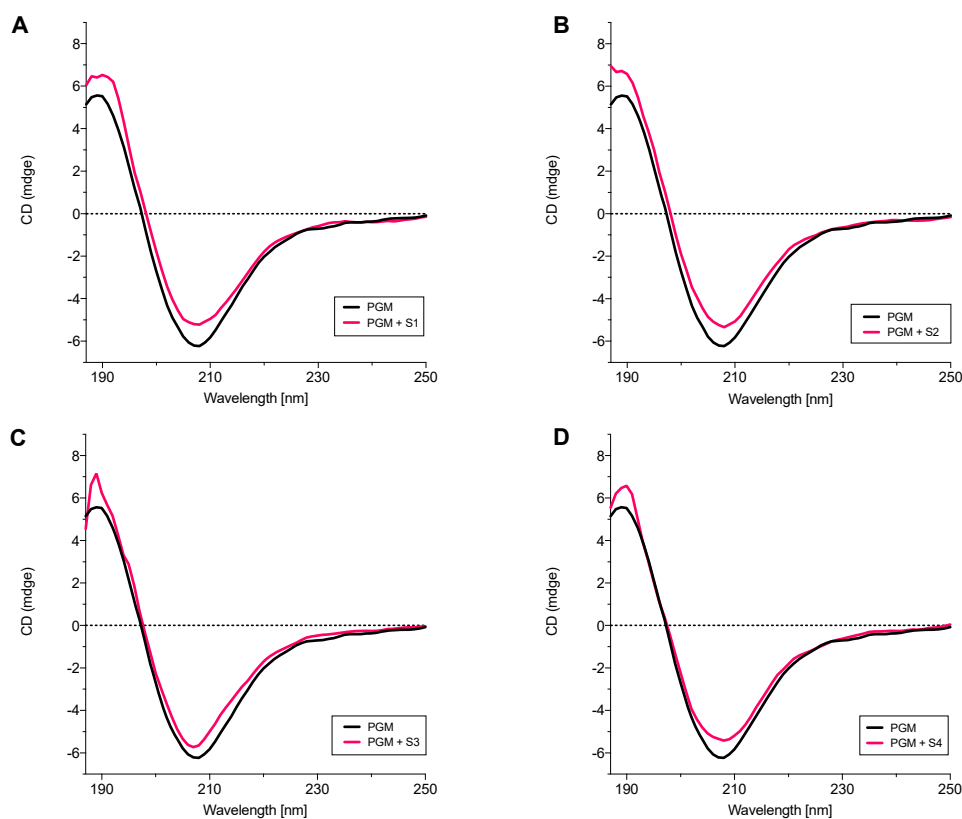 A
8
6
4
2
0
-2
-4
-6
CD (mdge)
PGM
PGM + S1
190
210
230
250
Wavelength [nm]
B
8
6
4
2
0
-2
-4
-6
CD (mdge)
PGM
PGM + S2
190
210
230
250
Wavelength [nm]
C
8
6
4
2
0
-2
-4
-6
CD (mdge)
PGM
PGM + S3
190
210
230
250
Wavelength [nm]
D
8
6
4
2
0
-2
-4
-6
CD (mdge)
PGM
PGM + S4
190
210
230
250
Wavelength [nm]